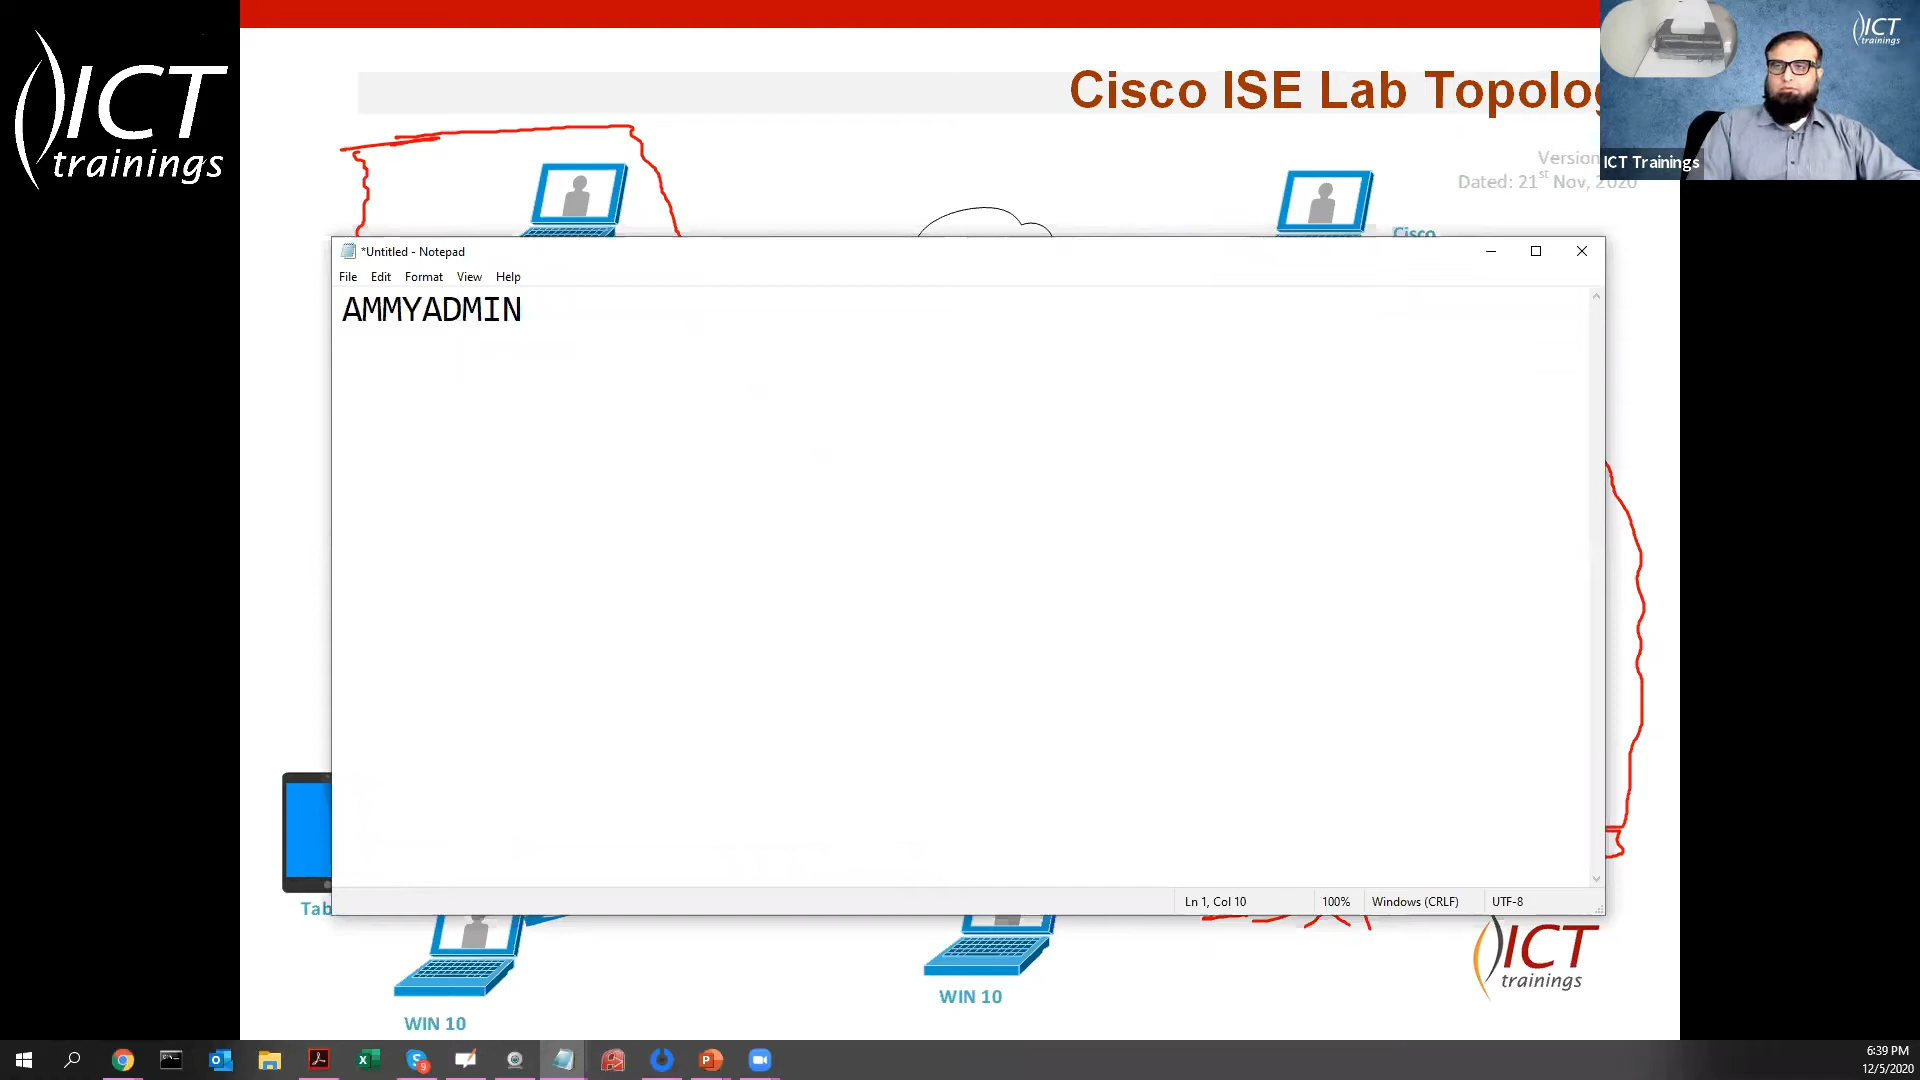 ICT
trainings
Cisco ISE Lab Topolog
Version
Dated: 21st Nov, 2020
ICT
trainings
ICT Trainings
Cisco
*Untitled - Notepad
File Edit Format View Help
AMMYADMIN
Ln 1, Col 10 100% Windows (CRLF) UTF-8
Tab
WIN 10
WIN 10
ICT
trainings
9
6:39 PM
12/5/2020